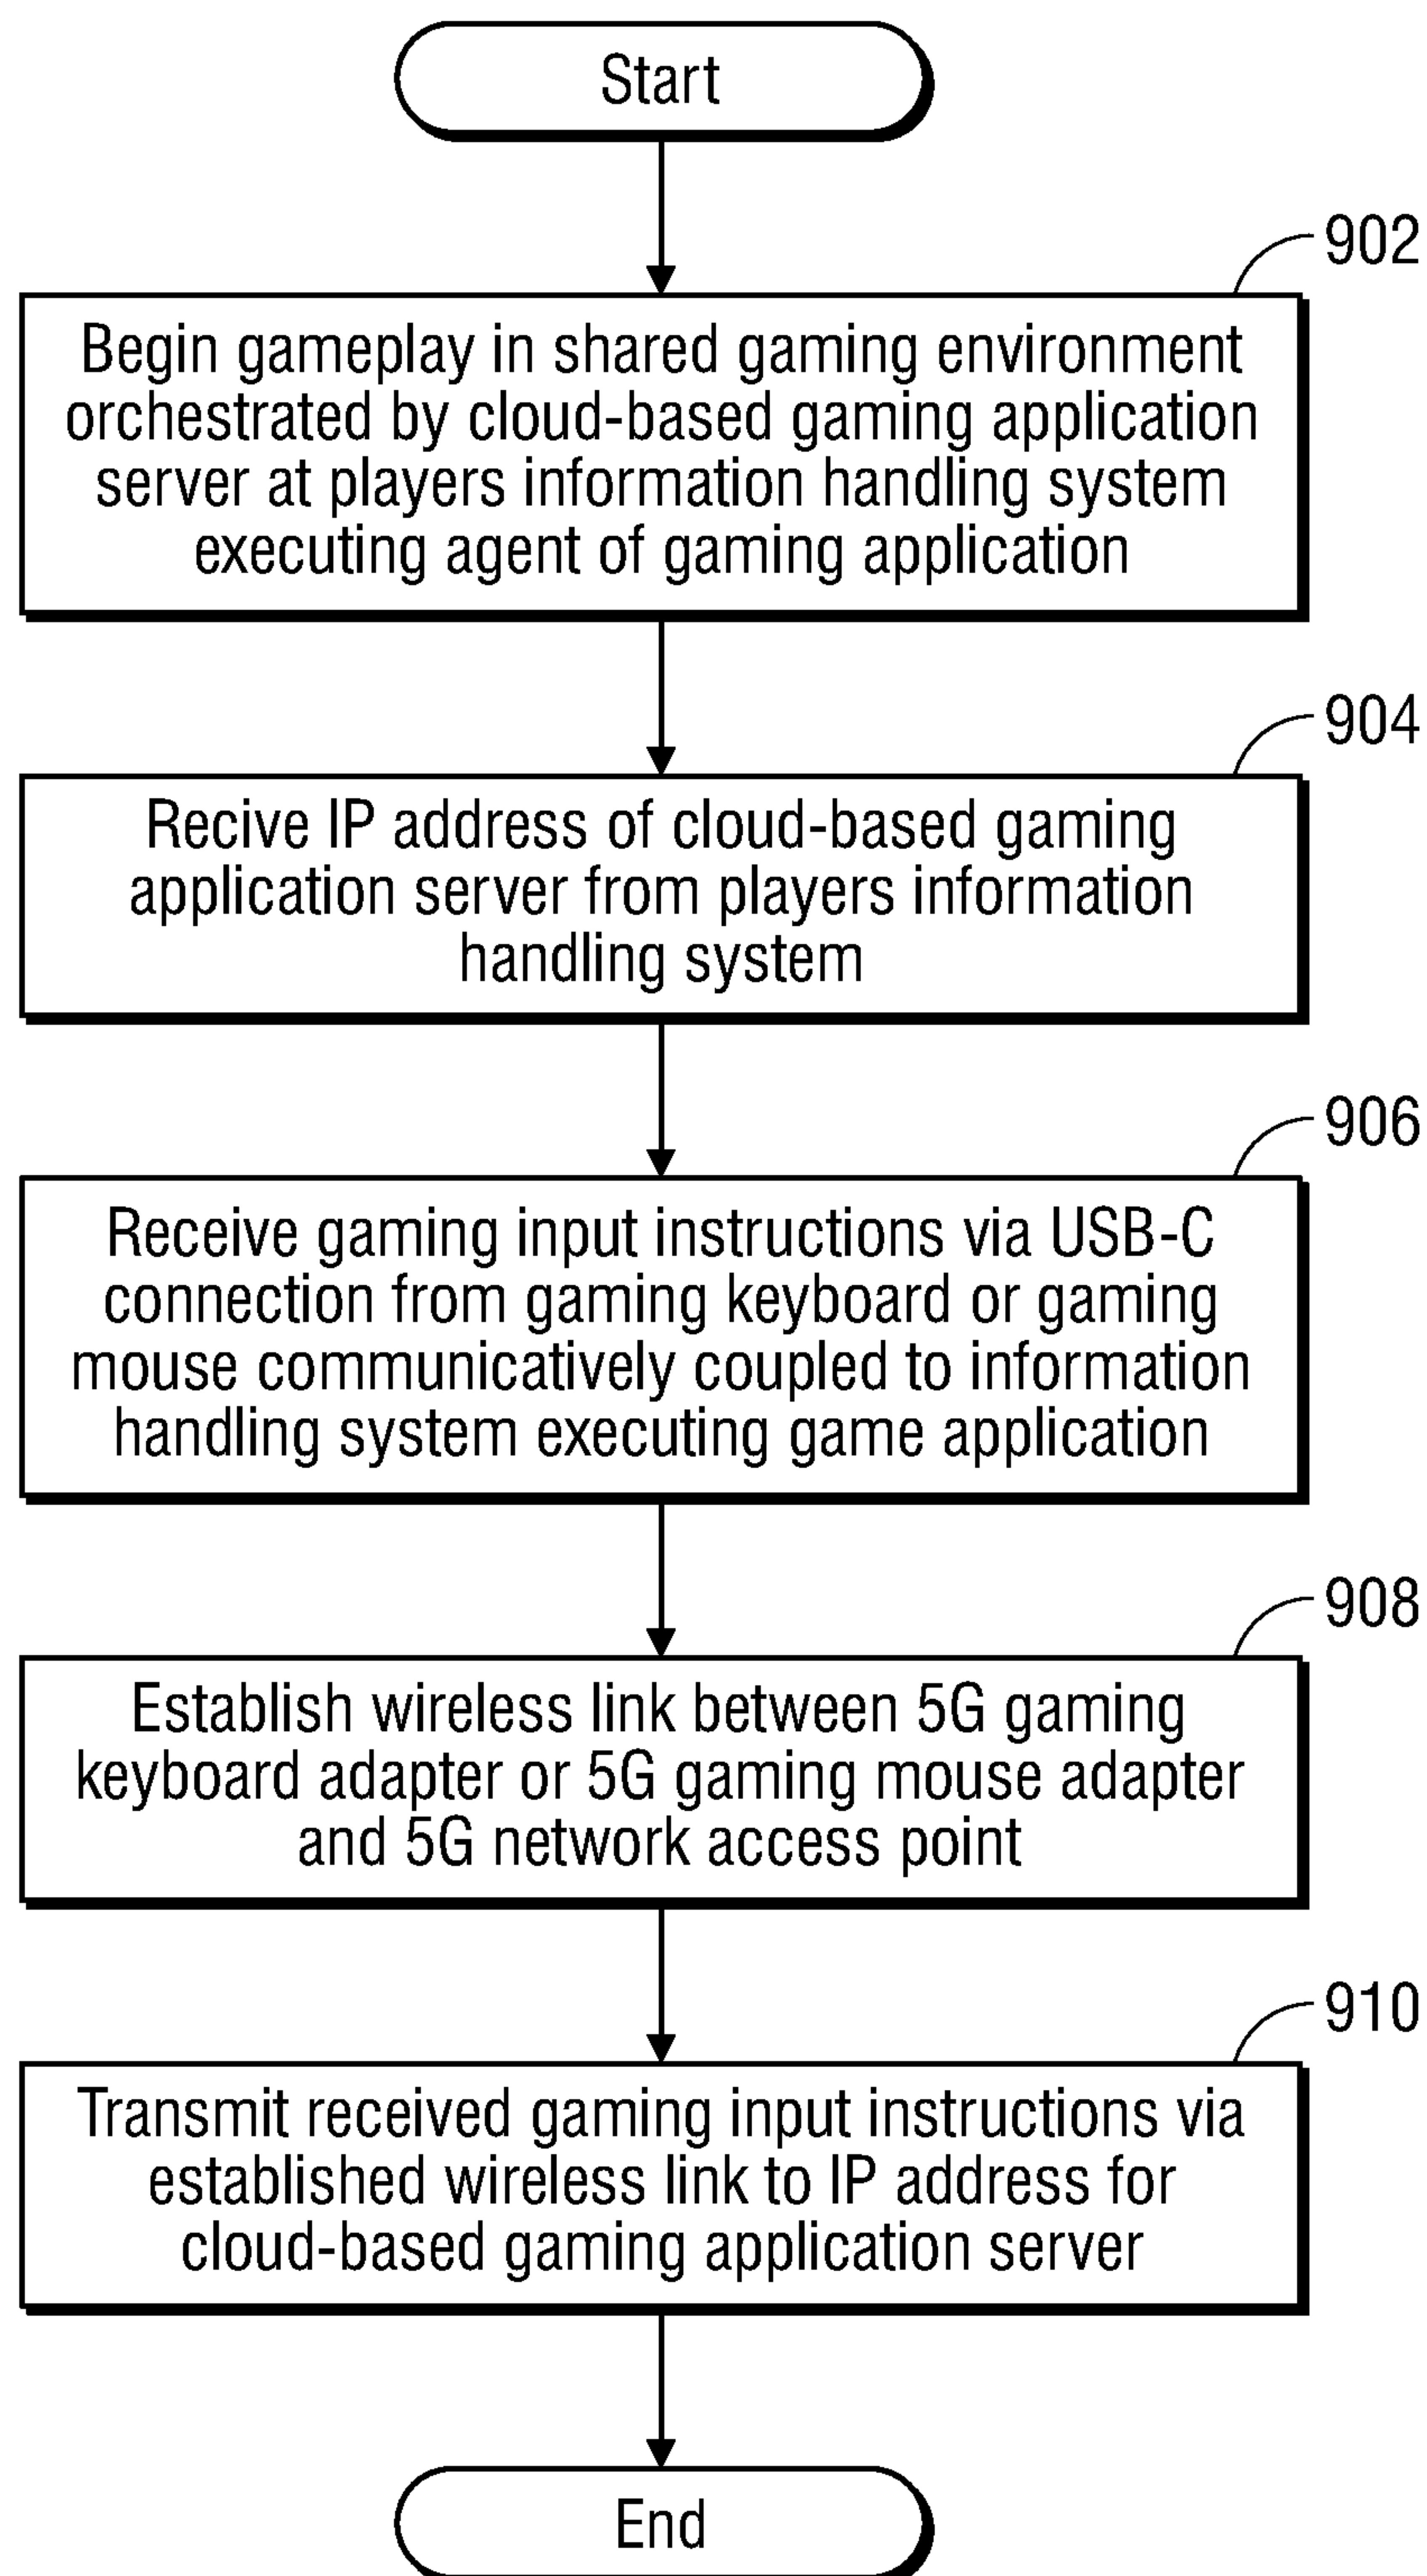 Start
902
Begin gameplay in shared gaming environment
orchestrated by cloud-based gaming application
server at players information handling system
executing agent of gaming application
904
Recive IP address of cloud-based gaming
application server from players information
handling system
906
Receive gaming input instructions via USB-C
connection from gaming keyboard or gaming
mouse communicatively coupled to information
handling system executing game application
908
Establish wireless link between 5G gaming
keyboard adapter or 5G gaming mouse adapter
and 5G network access point
910
Transmit received gaming input instructions via
established wireless link to IP address for
cloud-based gaming application server
End